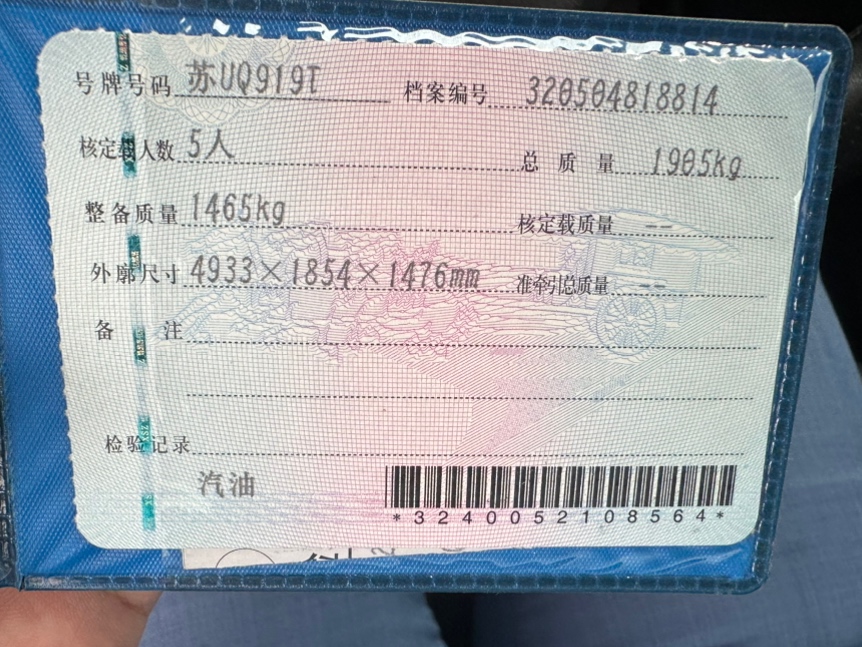 号牌号码 苏UQ919T 档案编号 320504818814
核定载人数 5人 总质量 1905kg
整备质量 1465kg 核定载质量 --
外廓尺寸 4933×1854×1476mm 准牵引总质量 --
备注
检验记录
汽油
*3240052108564*